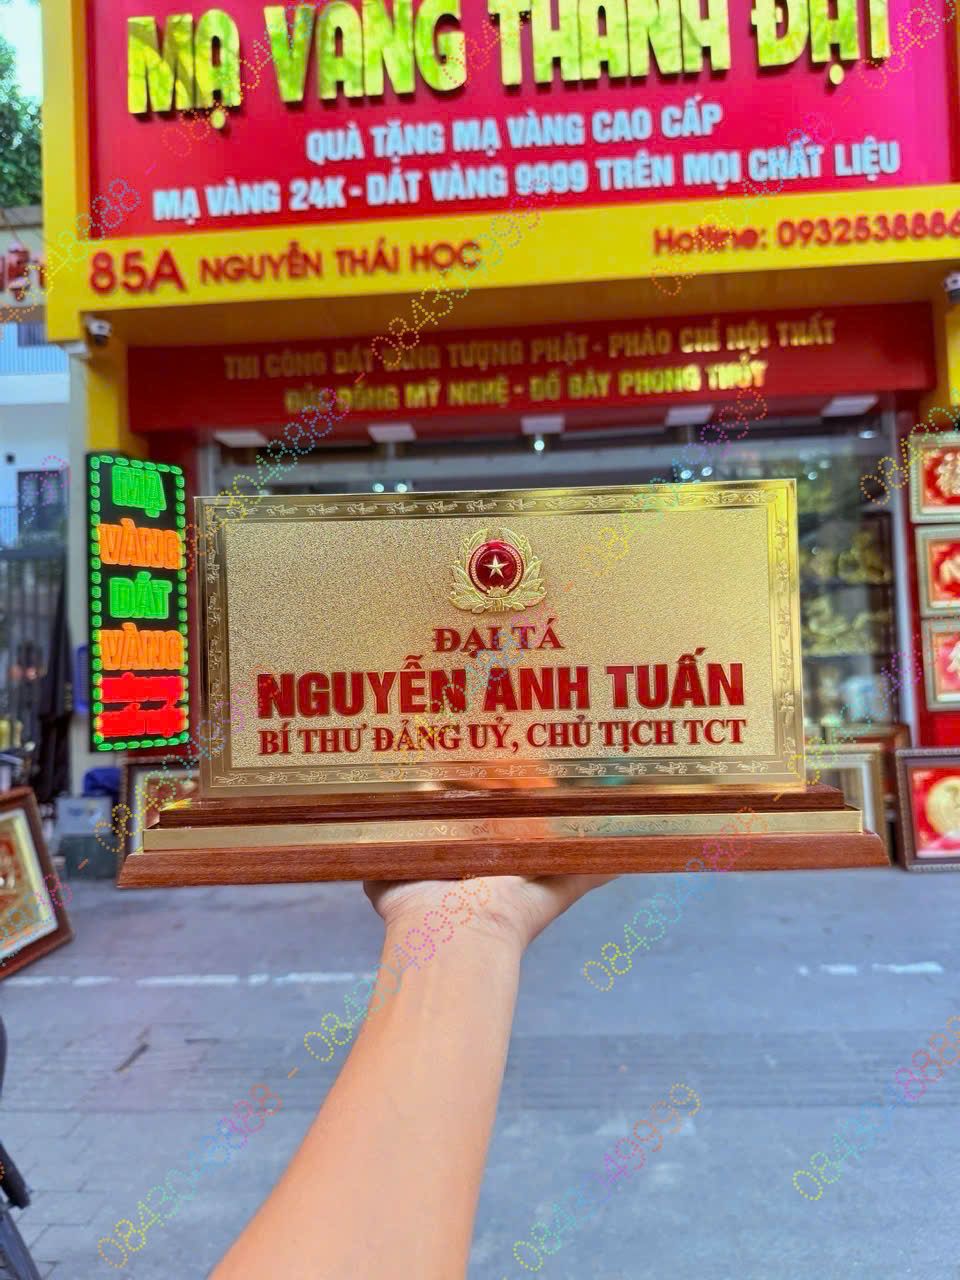 MẠ VÀNG THÀNH ĐẠT
QUÀ TẶNG MẠ VÀNG CAO CẤP
MẠ VÀNG 24K - DÁT VÀNG 9999 TRÊN MỌI CHẤT LIỆU
85A NGUYỄN THÁI HỌC
Hotline: 0932538886
THI CÔNG DÁT VÀNG TƯỢNG PHẬT - PHÀO CHỈ NỘI THẤT
ĐÚC ĐỒNG MỸ NGHỆ - ĐỒ BÀY PHONG THỦY
MẠ
VÀNG
DÁT
VÀNG
ĐẠI TÁ
NGUYỄN ANH TUẤN
BÍ THƯ ĐẢNG UỶ, CHỦ TỊCH TCT
0843048888 - 0843049999